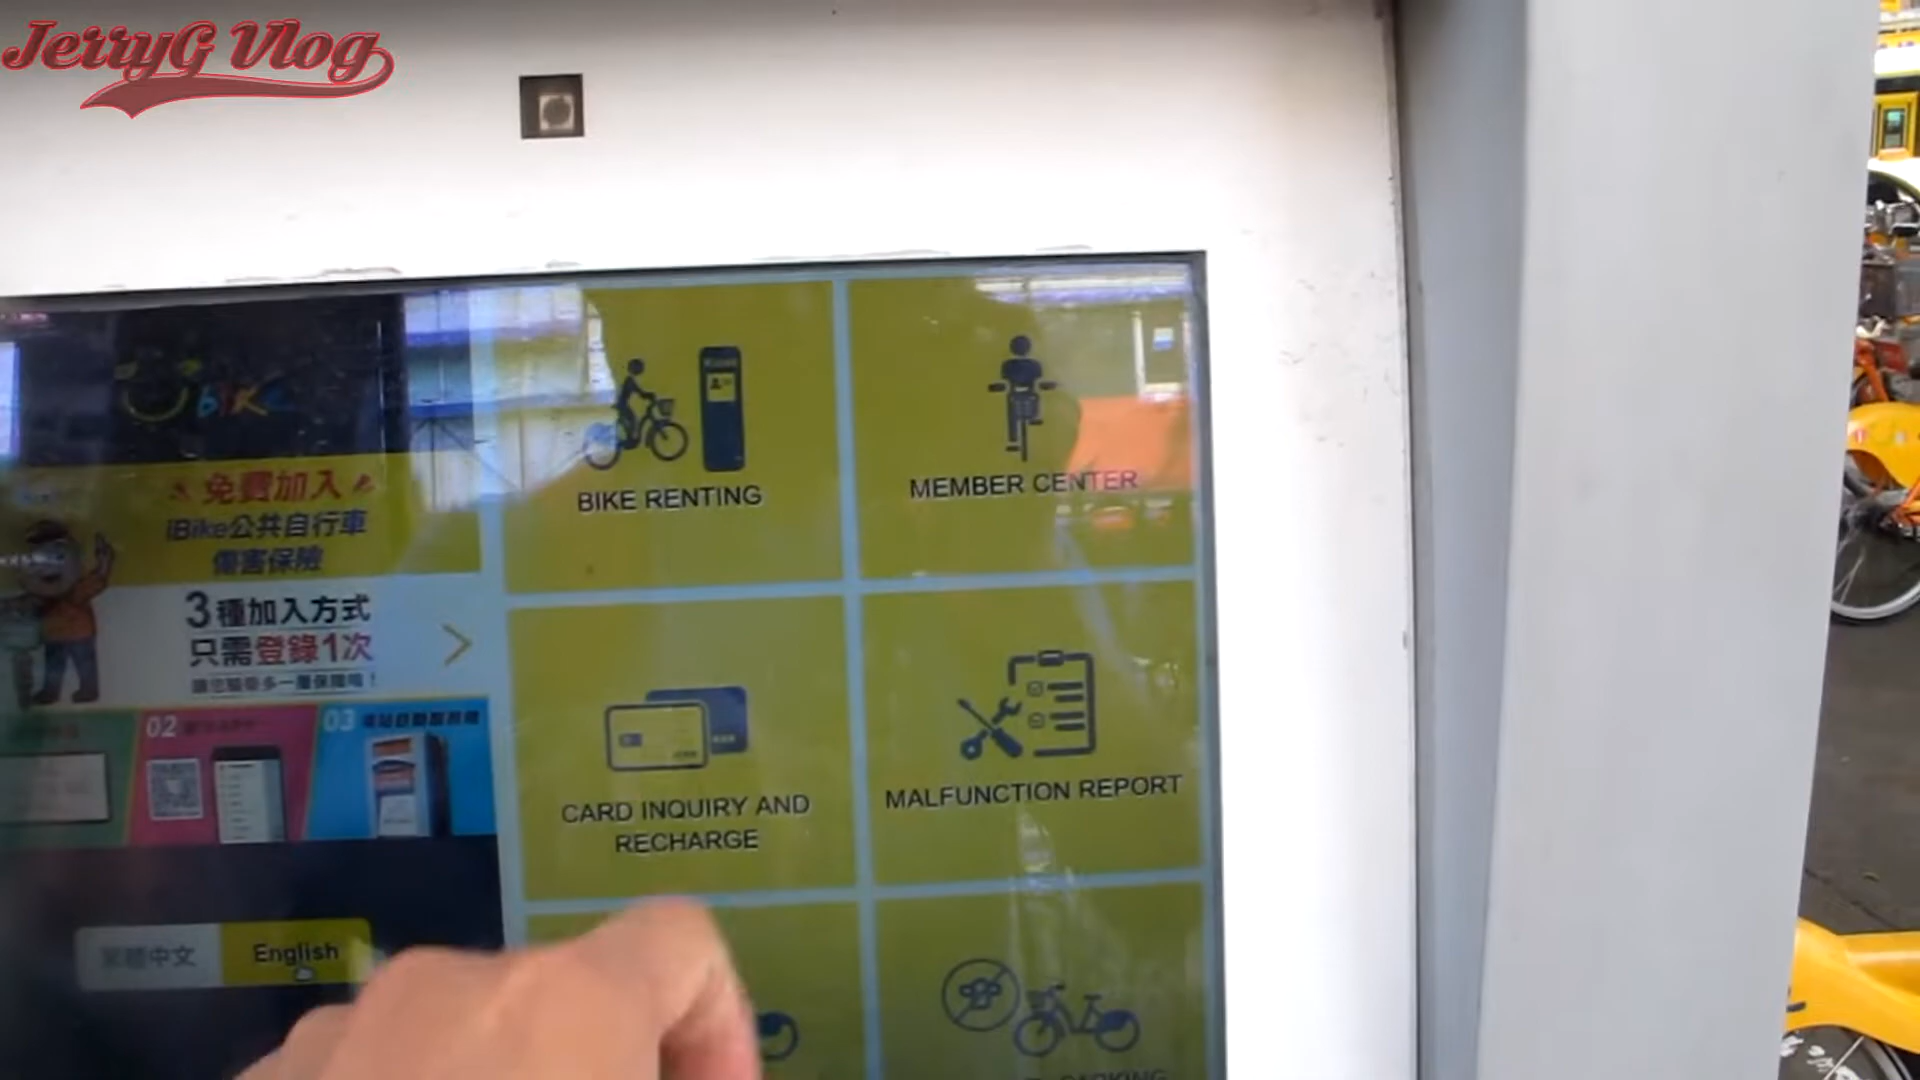 JerryG Vlog
Ubike
免費加入
iBike公共自行車
傷害保險
3種加入方式
只需登錄1次
02
03
繁體中文
English
BIKE RENTING
MEMBER CENTER
CARD INQUIRY AND
RECHARGE
MALFUNCTION REPORT
PARKING